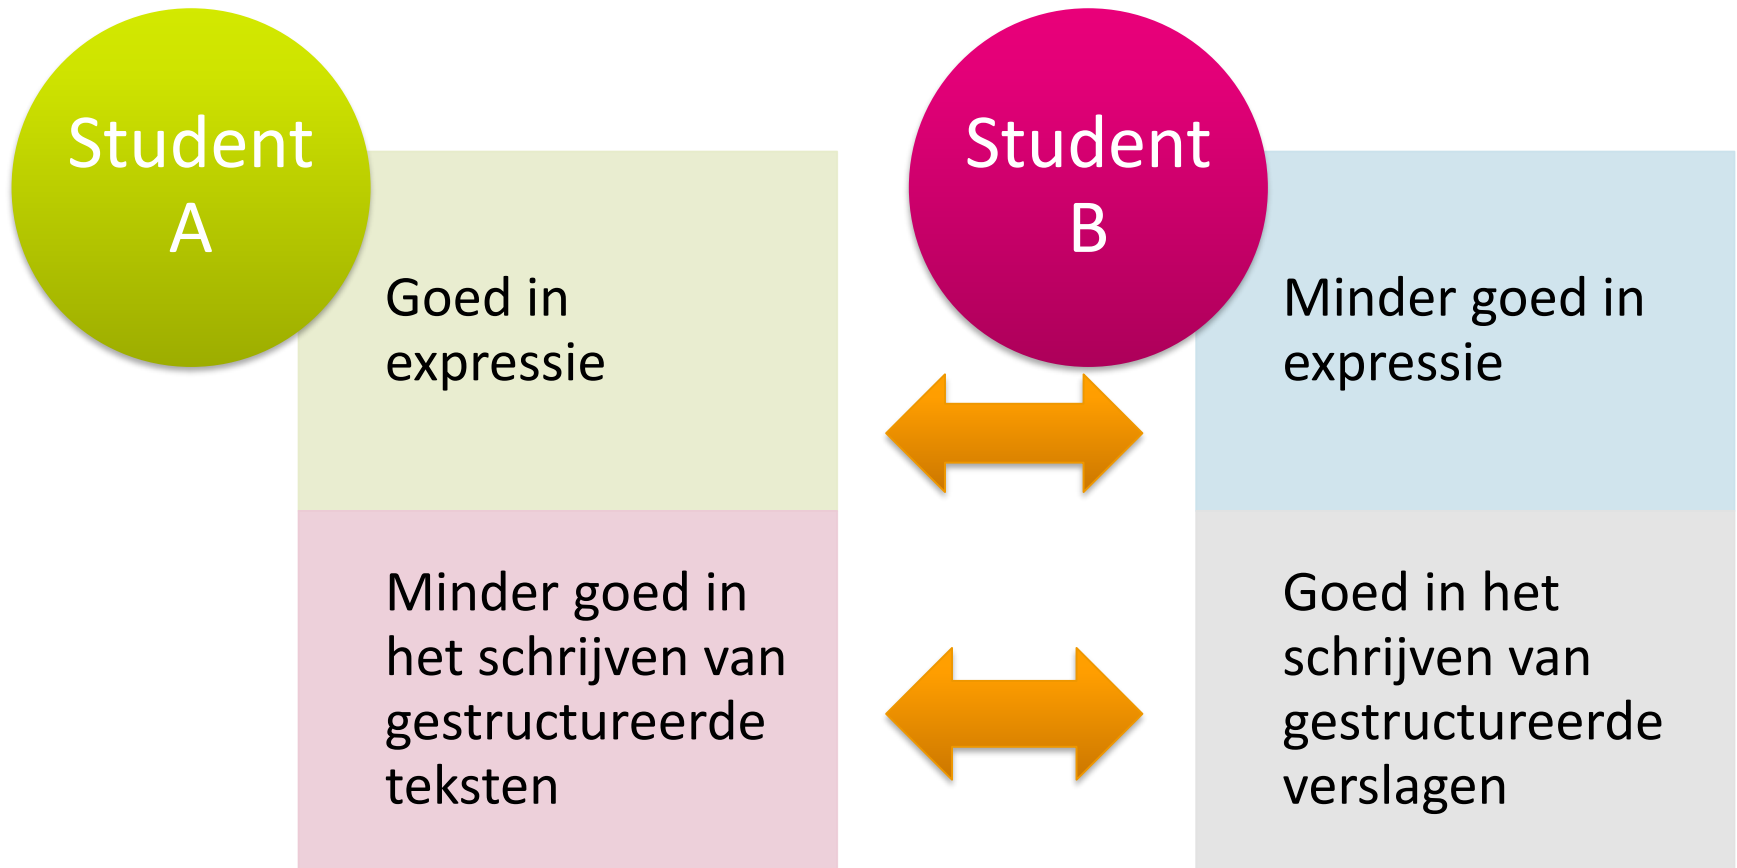 Student
A
Goed in
expressie
Minder goed in
het schrijven van
gestructureerde
teksten
Student
B
Minder goed in
expressie
Goed in het
schrijven van
gestructureerde
verslagen